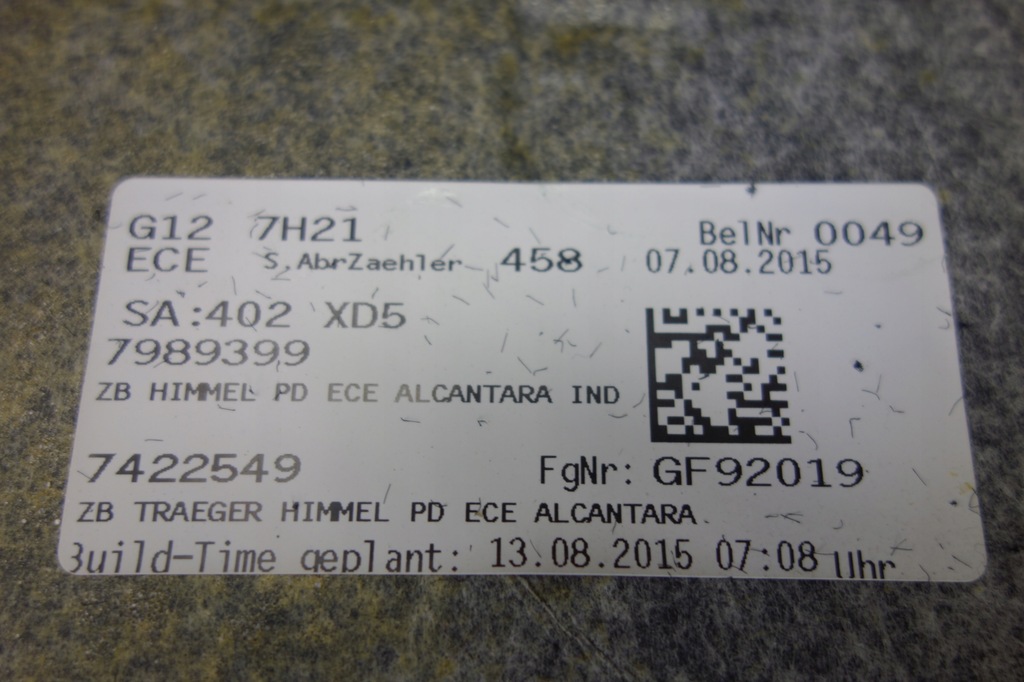 G12 7H21 BelNr 0049
ECE S.AbrZaehler 458 07.08.2015
SA:402 XD5
7989399
ZB HIMMEL PD ECE ALCANTARA IND
7422549 FgNr: GF92019
ZB TRAEGER HIMMEL PD ECE ALCANTARA
Build-Time geplant: 13.08.2015 07:08 Uhr